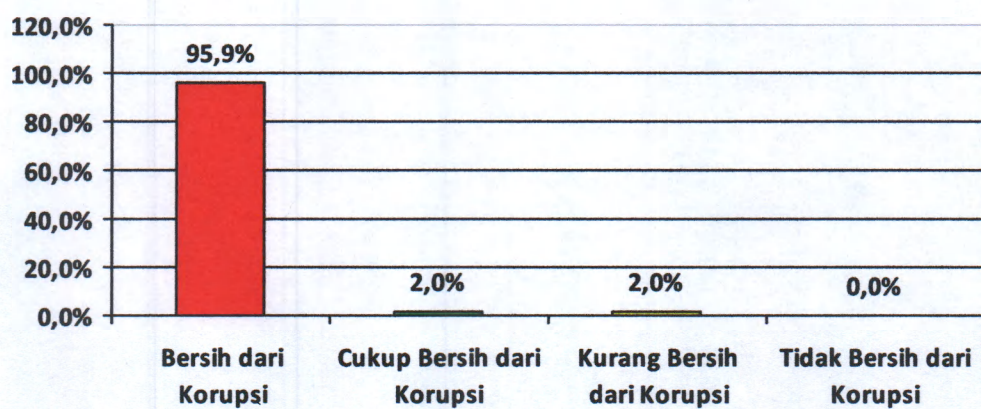 120,0%
95,9%
100,0%
80,0%
60,0%
40,0%
20,0%
2,0%
2,0%
0,0%
0,0%
Bersih dari
Korupsi
Cukup Bersih dari
Korupsi
Kurang Bersih
dari Korupsi
Tidak Bersih dari
Korupsi